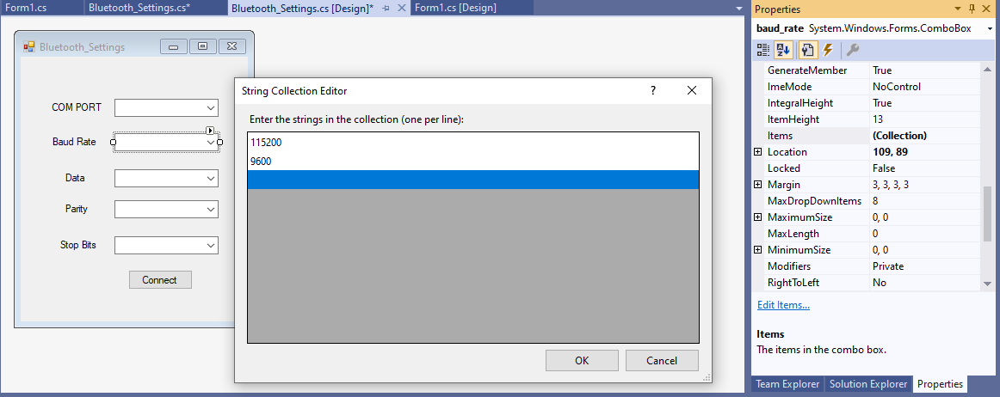 Form1.cs
Bluetooth_Settings.cs*
Bluetooth_Settings.cs [Design]*
Form1.cs [Design]
Bluetooth_Settings
COM PORT
Baud Rate
Data
Parity
Stop Bits
Connect
String Collection Editor
?
Enter the strings in the collection (one per line):
115200
9600
OK
Cancel
Properties
baud_rate System.Windows.Forms.ComboBox
GenerateMember True
ImeMode NoControl
IntegralHeight True
ItemHeight 13
Items (Collection)
Location 109, 89
Locked False
Margin 3, 3, 3, 3
MaxDropDownItems 8
MaximumSize 0, 0
MaxLength 0
MinimumSize 0, 0
Modifiers Private
RightToLeft No
Edit Items...
Items
The items in the combo box.
Team Explorer Solution Explorer Properties